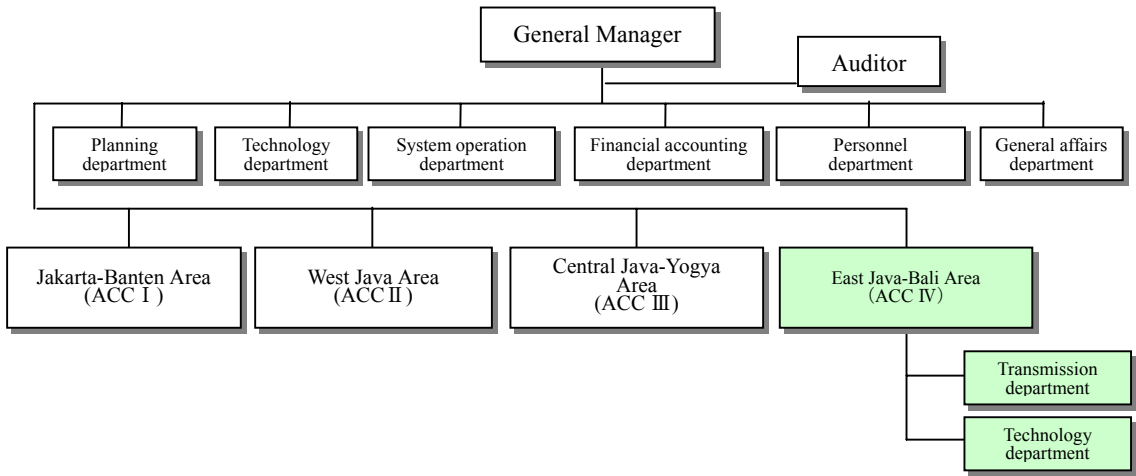 General Manager
Auditor
Planning
department
Technology
department
System operation
department
Financial accounting
department
Personnel
department
General affairs
department
Jakarta-Banten Area
(ACC Ⅰ )
West Java Area
(ACC Ⅱ )
Central Java-Yogya
Area
(ACC Ⅲ)
East Java-Bali Area
（ACC Ⅳ）
Transmission
department
Technology
department